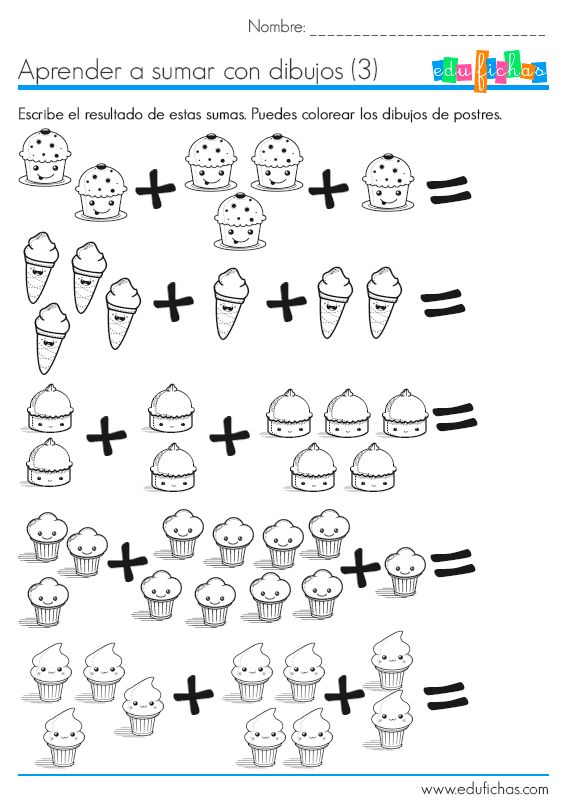 Nombre: ___________________________
Aprender a sumar con dibujos (3)
edufichas
Escribe el resultado de estas sumas. Puedes colorear los dibujos de postres.
+ + =
+ + =
+ + =
+ + =
+ + =
www.edufichas.com